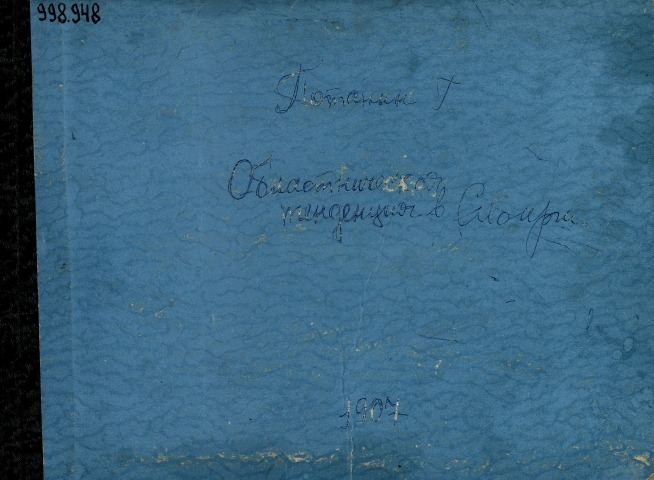 998.948
Потанин Г
Областническая
тенденция в Сибири
1907